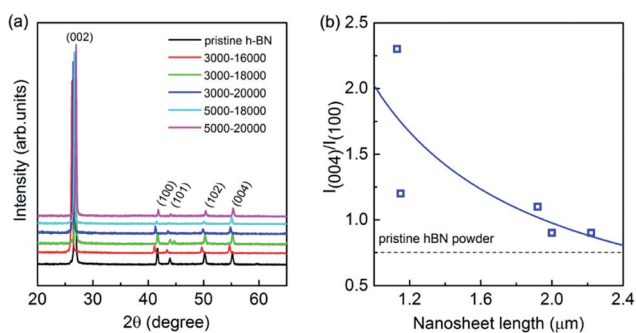 (a)
(002)
pristine h-BN
3000-16000
3000-18000
3000-20000
5000-18000
5000-20000
(100)
(101)
(102)
(004)
Intensity (arb.units)
20 30 40 50 60
2θ (degree)
(b)
2.5
2.0
1.5
1.0
0.5
I(004)/I(100)
pristine hBN powder
1.2 1.6 2.0 2.4
Nanosheet length (μm)